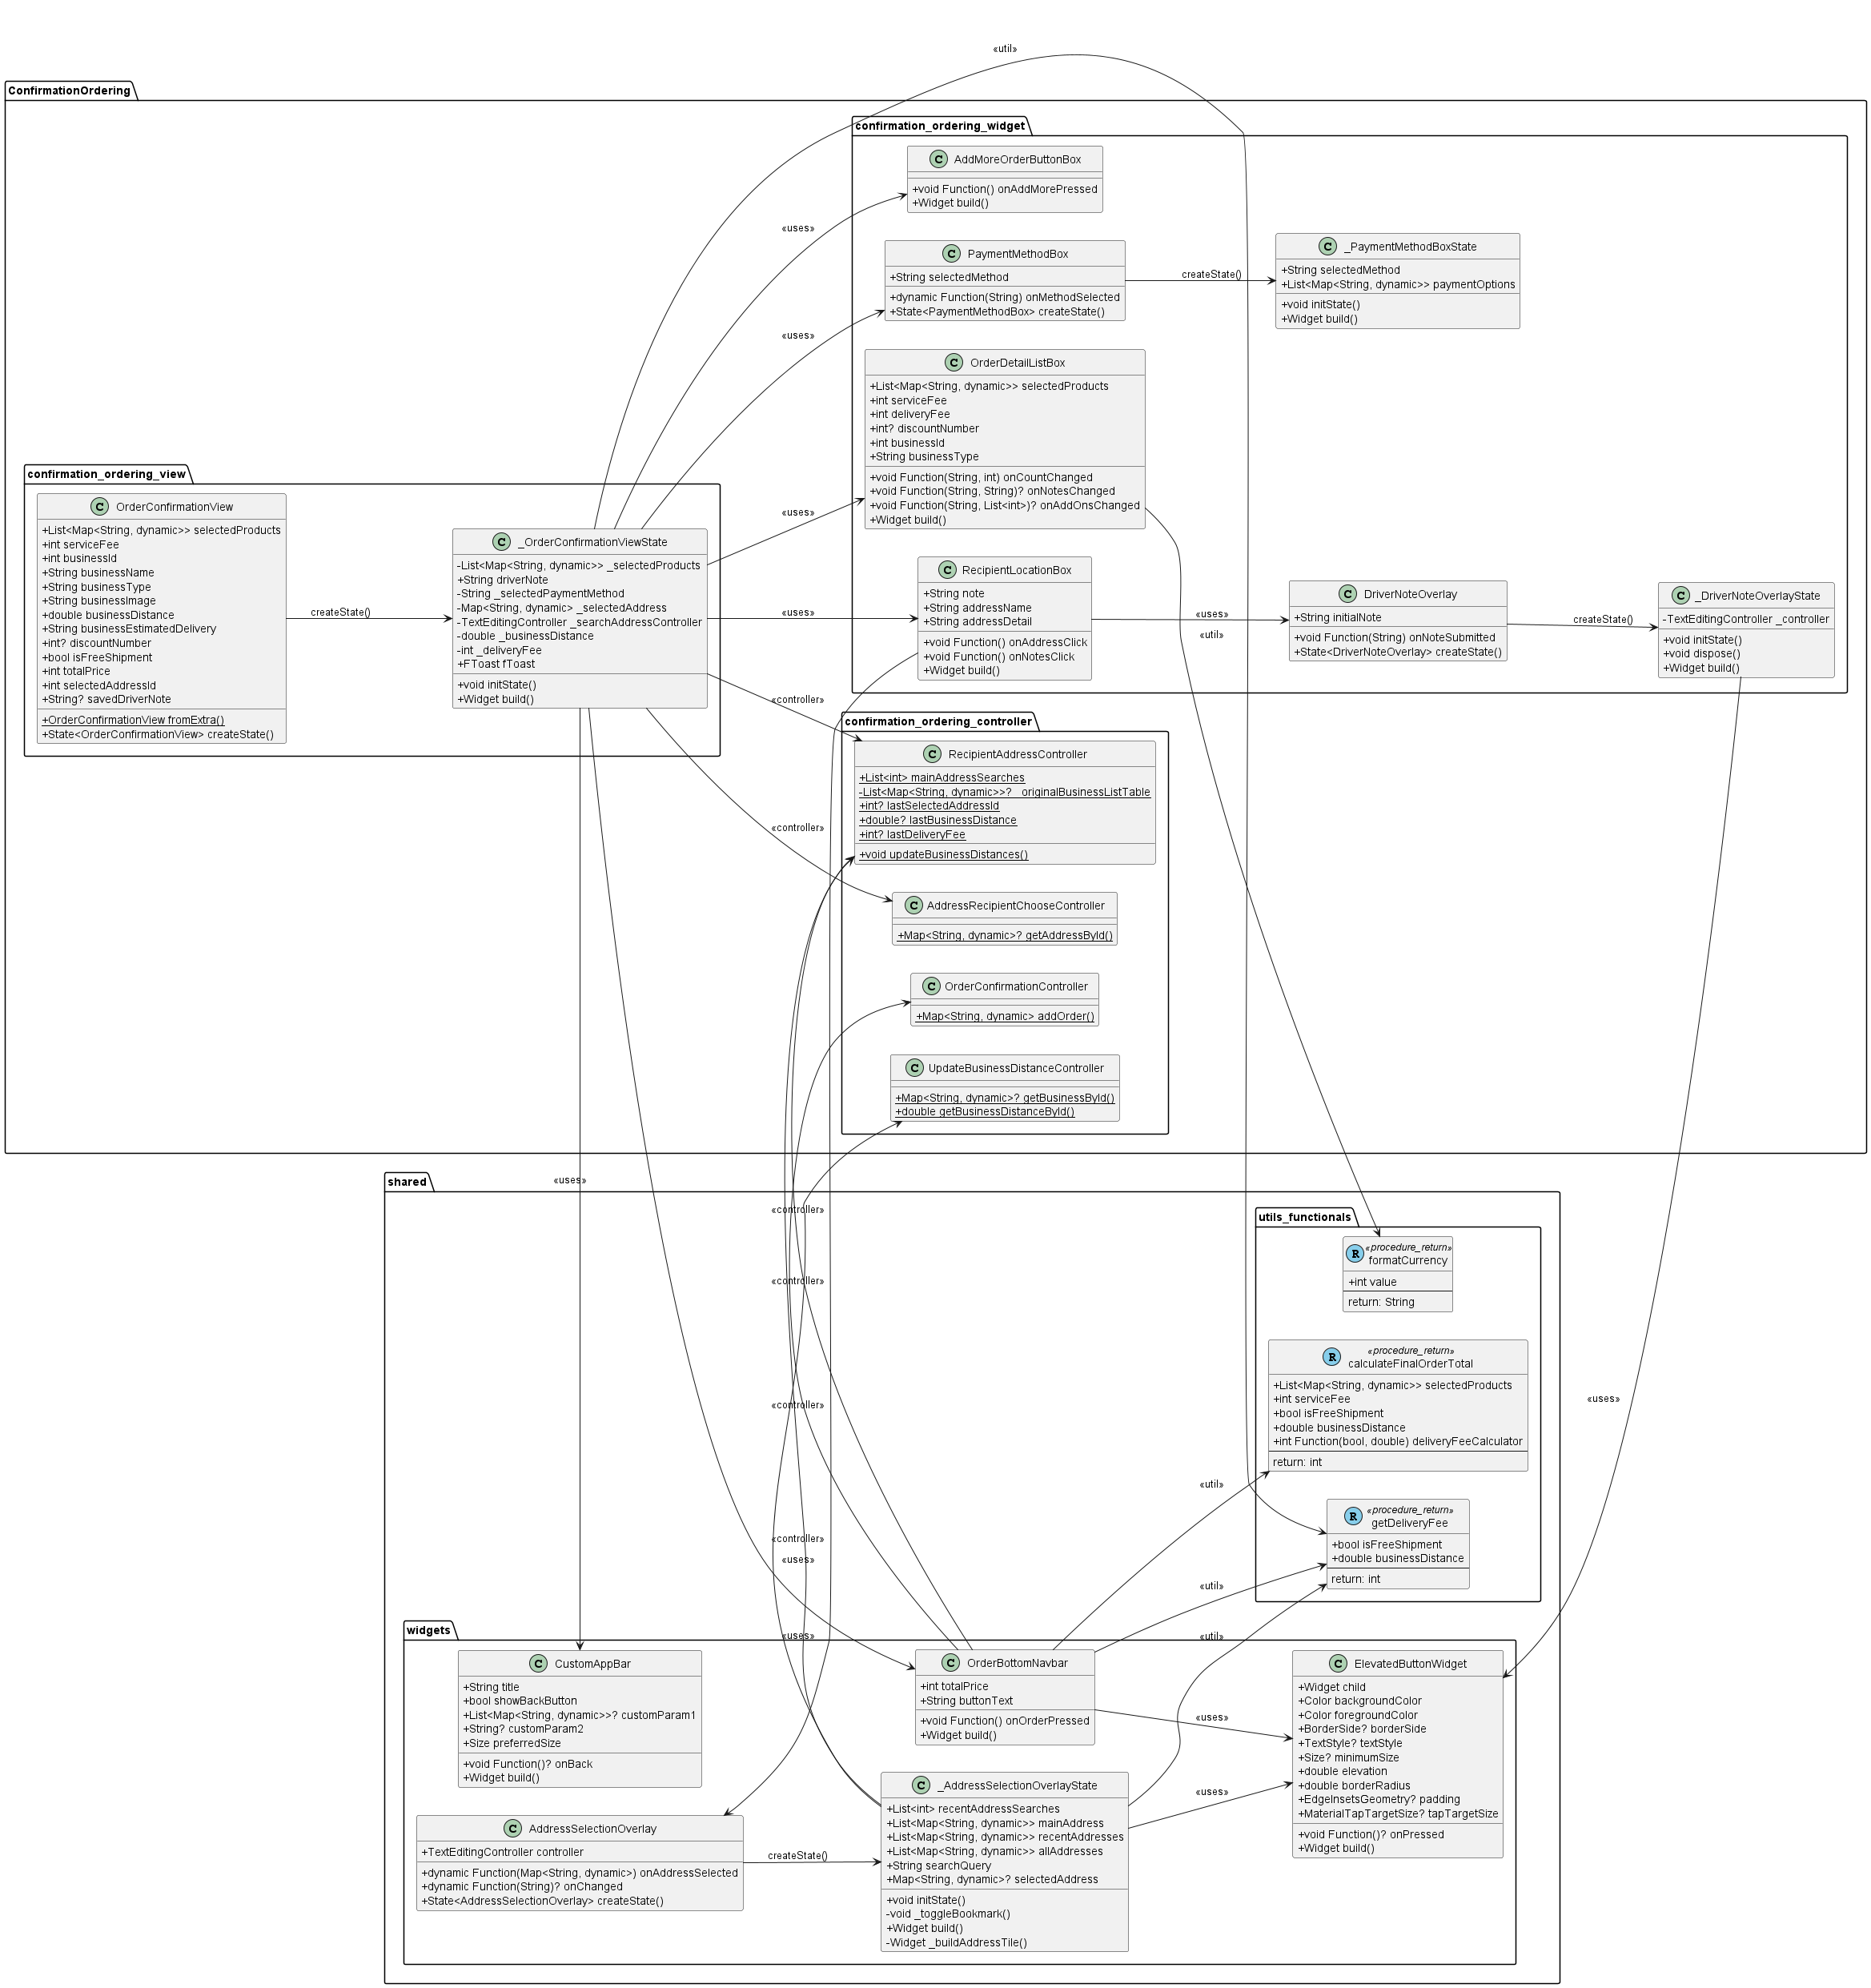 «util»
ConfirmationOrdering
confirmation_ordering_widget
C AddMoreOrderButtonBox
+void Function() onAddMorePressed
+Widget build()
«uses»
C PaymentMethodBox
+String selectedMethod
+dynamic Function(String) onMethodSelected
+State<PaymentMethodBox> createState()
createState()
C _PaymentMethodBoxState
+String selectedMethod
+List<Map<String, dynamic>> paymentOptions
+void initState()
+Widget build()
«uses»
C OrderDetailListBox
+List<Map<String, dynamic>> selectedProducts
+int serviceFee
+int deliveryFee
+int? discountNumber
+int businessId
+String businessType
+void Function(String, int) onCountChanged
+void Function(String, String)? onNotesChanged
+void Function(String, List<int>)? onAddOnsChanged
+Widget build()
«uses»
confirmation_ordering_view
C OrderConfirmationView
+List<Map<String, dynamic>> selectedProducts
+int serviceFee
+int businessId
+String businessName
+String businessType
+String businessImage
+double businessDistance
+String businessEstimatedDelivery
+int? discountNumber
+bool isFreeShipment
+int totalPrice
+int selectedAddressId
+String? savedDriverNote
+OrderConfirmationView fromExtra()
+State<OrderConfirmationView> createState()
createState()
C _OrderConfirmationViewState
-List<Map<String, dynamic>> _selectedProducts
+String driverNote
-String _selectedPaymentMethod
-Map<String, dynamic> _selectedAddress
-TextEditingController _searchAddressController
-double _businessDistance
-int _deliveryFee
+FToast fToast
+void initState()
+Widget build()
«uses»
C RecipientLocationBox
+String note
+String addressName
+String addressDetail
+void Function() onAddressClick
+void Function() onNotesClick
+Widget build()
«uses»
«util»
C DriverNoteOverlay
+String initialNote
+void Function(String) onNoteSubmitted
+State<DriverNoteOverlay> createState()
createState()
C _DriverNoteOverlayState
-TextEditingController _controller
+void initState()
+void dispose()
+Widget build()
«controller»
confirmation_ordering_controller
C RecipientAddressController
+List<int> mainAddressSearches
-List<Map<String, dynamic>>? _originalBusinessListTable
+int? lastSelectedAddressId
+double? lastBusinessDistance
+int? lastDeliveryFee
+void updateBusinessDistances()
«controller»
C AddressRecipientChooseController
+Map<String, dynamic>? getAddressById()
C OrderConfirmationController
+Map<String, dynamic> addOrder()
C UpdateBusinessDistanceController
+Map<String, dynamic>? getBusinessById()
+double getBusinessDistanceById()
shared
«uses»
«controller»
«controller»
«controller»
«controller»
«uses»
«uses»
utils_functionals
R «procedure_return»
formatCurrency
+int value
return: String
R «procedure_return»
calculateFinalOrderTotal
+List<Map<String, dynamic>> selectedProducts
+int serviceFee
+bool isFreeShipment
+double businessDistance
+int Function(bool, double) deliveryFeeCalculator
return: int
«uses»
«util»
R «procedure_return»
getDeliveryFee
+bool isFreeShipment
+double businessDistance
return: int
«util»
«util»
widgets
C CustomAppBar
+String title
+bool showBackButton
+List<Map<String, dynamic>>? customParam1
+String? customParam2
+Size preferredSize
+void Function()? onBack
+Widget build()
C OrderBottomNavbar
+int totalPrice
+String buttonText
+void Function() onOrderPressed
+Widget build()
«uses»
C ElevatedButtonWidget
+Widget child
+Color backgroundColor
+Color foregroundColor
+BorderSide? borderSide
+TextStyle? textStyle
+Size? minimumSize
+double elevation
+double borderRadius
+EdgeInsetsGeometry? padding
+MaterialTapTargetSize? tapTargetSize
+void Function()? onPressed
+Widget build()
C AddressSelectionOverlay
+TextEditingController controller
+dynamic Function(Map<String, dynamic>) onAddressSelected
+dynamic Function(String)? onChanged
+State<AddressSelectionOverlay> createState()
createState()
C _AddressSelectionOverlayState
+List<int> recentAddressSearches
+List<Map<String, dynamic>> mainAddress
+List<Map<String, dynamic>> recentAddresses
+List<Map<String, dynamic>> allAddresses
+String searchQuery
+Map<String, dynamic>? selectedAddress
+void initState()
-void _toggleBookmark()
+Widget build()
-Widget _buildAddressTile()
«uses»